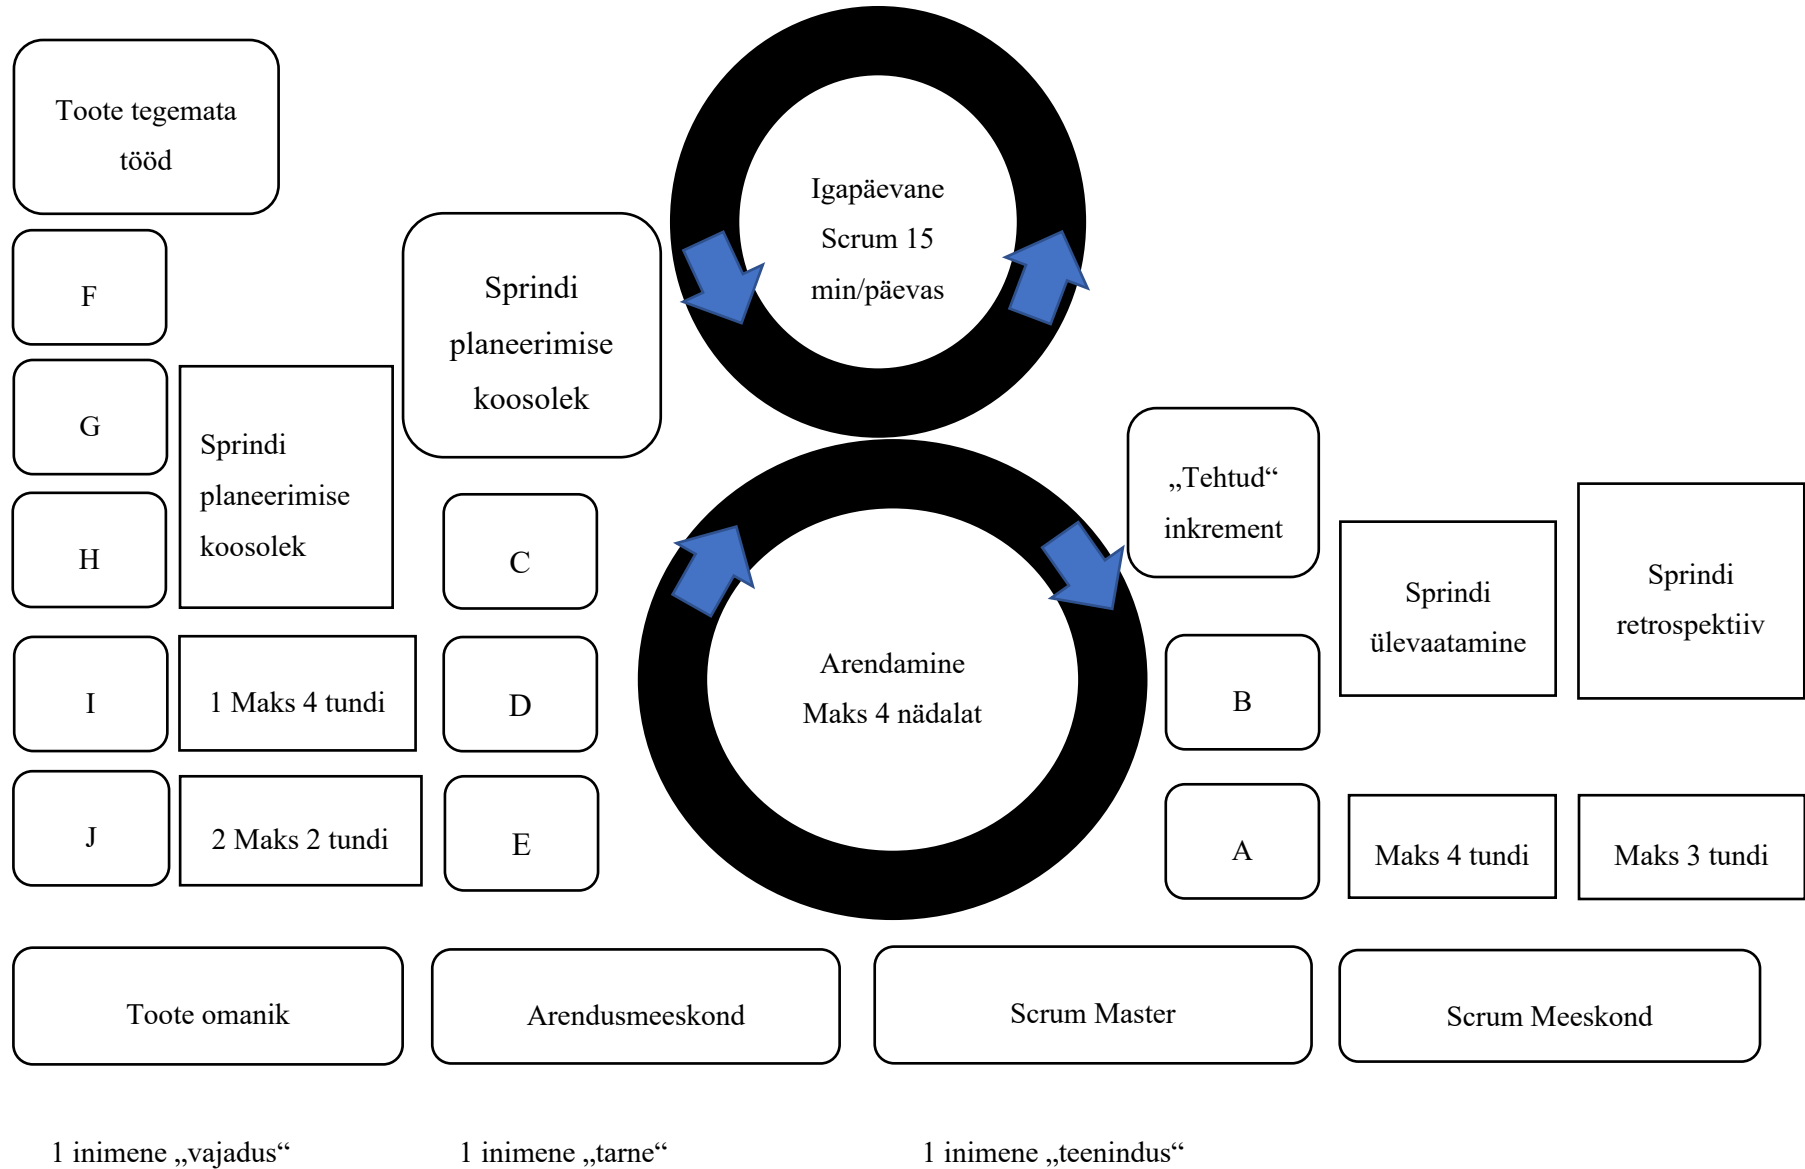 Toote tegemata
tööd
F
G
H
I
J
Sprindi
planeerimise
koosolek
1 Maks 4 tundi
2 Maks 2 tundi
Sprindi
planeerimise
koosolek
C
D
E
Igapäevane
Scrum 15
min/päevas
Arendamine
Maks 4 nädalat
„Tehtud“
inkrement
B
A
Sprindi
ülevaatamine
Maks 4 tundi
Sprindi
retrospektiiv
Maks 3 tundi
Toote omanik
Arendusmeeskond
Scrum Master
Scrum Meeskond
1 inimene „vajadus“
1 inimene „tarne“
1 inimene „teenindus“